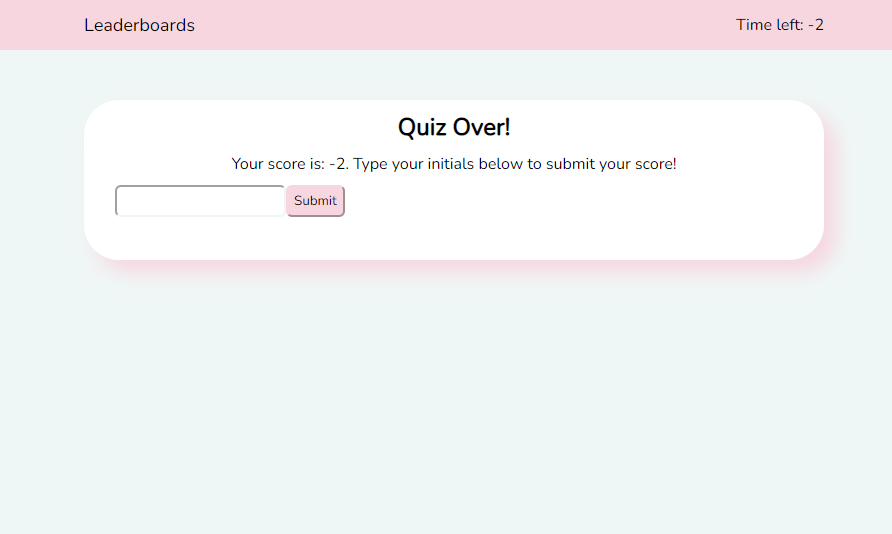 Leaderboards
Time left: -2
Quiz Over!
Your score is: -2. Type your initials below to submit your score!
Submit